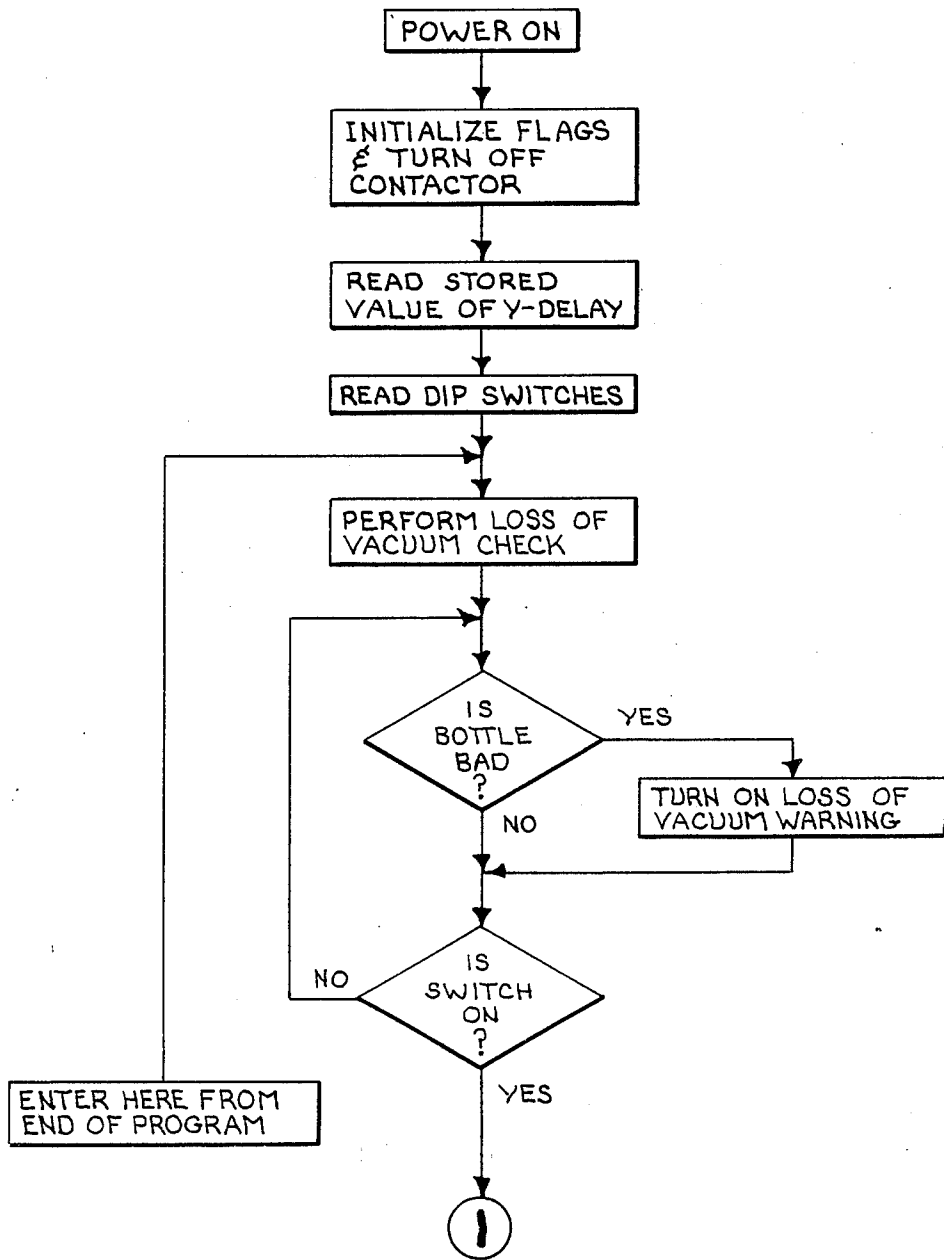 POWER ON
INITIALIZE FLAGS
& TURN OFF
CONTACTOR
READ STORED
VALUE OF Y-DELAY
READ DIP SWITCHES
PERFORM LOSS OF
VACUUM CHECK
IS
BOTTLE
BAD
?
YES
TURN ON LOSS OF
VACUUM WARNING
NO
IS
SWITCH
ON
?
NO
YES
ENTER HERE FROM
END OF PROGRAM
1